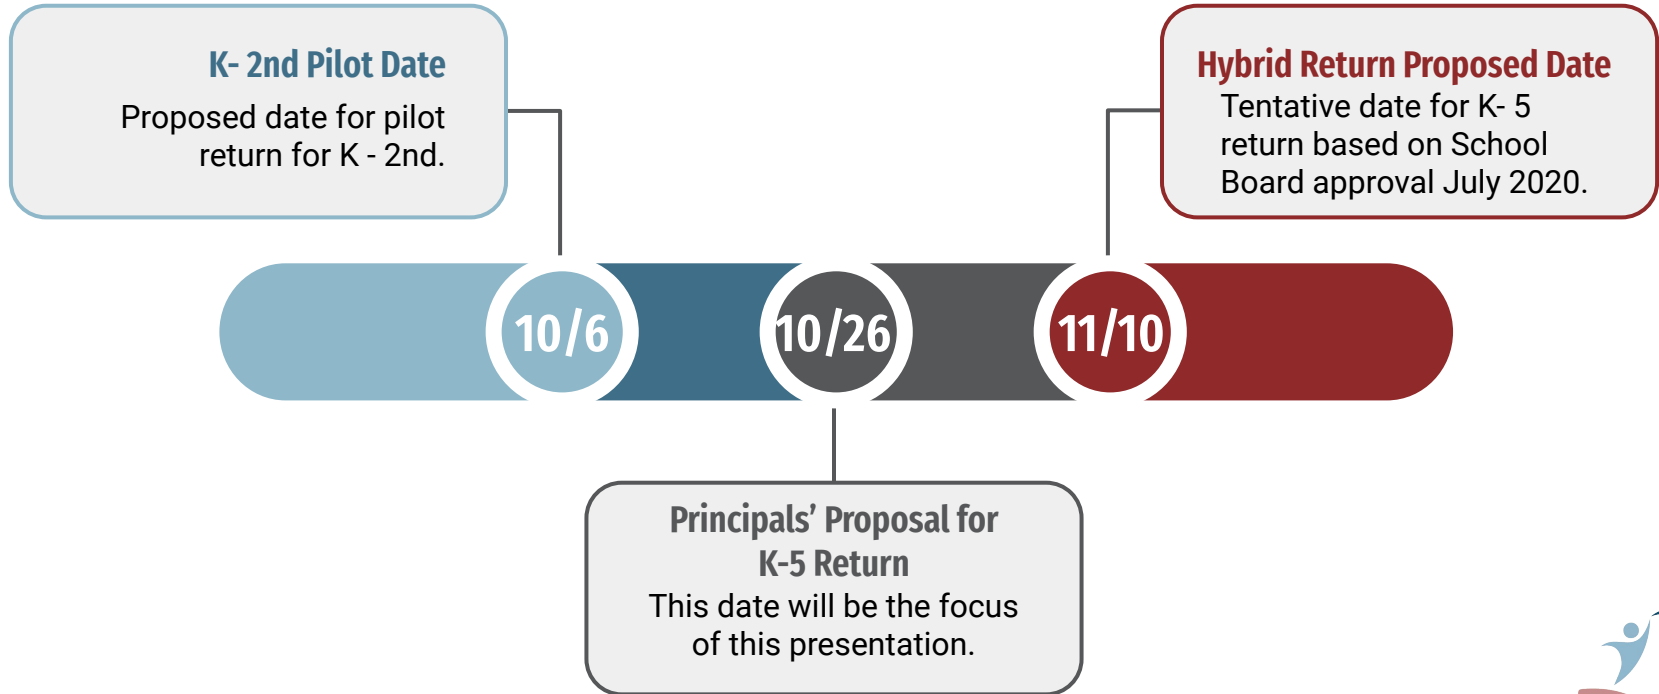 K- 2nd Pilot Date
Proposed date for pilot
return for K - 2nd.
Hybrid Return Proposed Date
Tentative date for K- 5
return based on School
Board approval July 2020.
10/6
10/26
11/10
Principals’ Proposal for
K-5 Return
This date will be the focus
of this presentation.